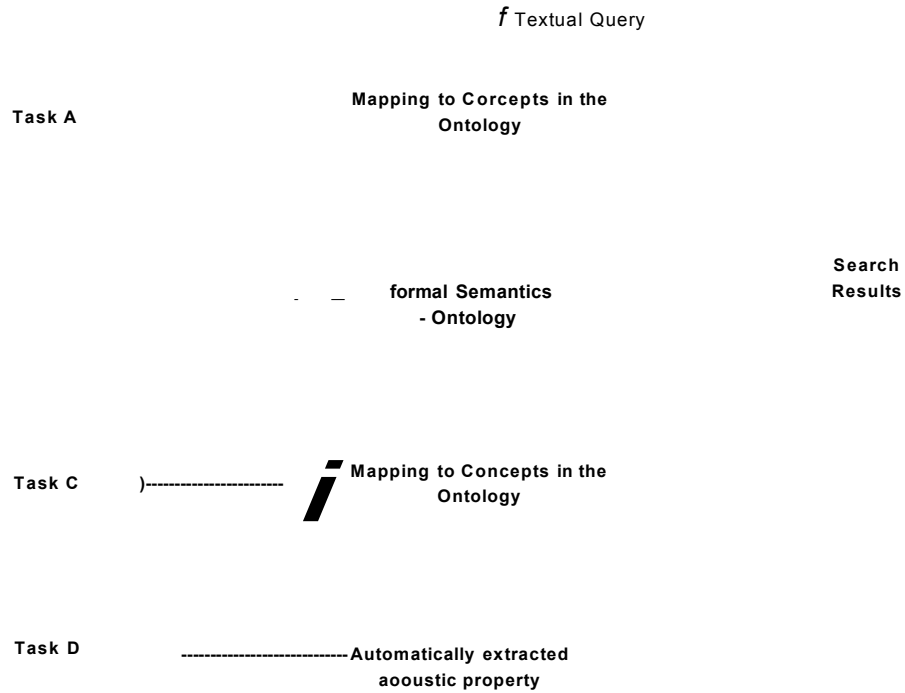 f Textual Query
Task A
Mapping to Corcepts in the
Ontology
Search
Results
formal Semantics
- Ontology
Task C )------------------------ i Mapping to Concepts in the
Ontology
Task D ----------------------------- Automatically extracted
aooustic property